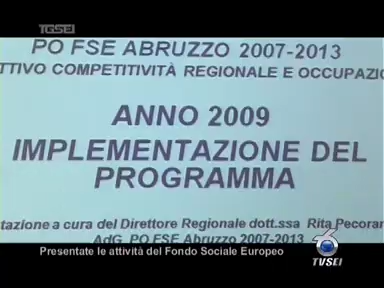 TGSEI
PO FSE ABRUZZO 2007-2013
TTIVO COMPETITIVITÀ REGIONALE E OCCUPAZIO
ANNO 2009
IMPLEMENTAZIONE DEL
PROGRAMMA
tazione a cura del Direttore Regionale dott.ssa Rita Pecorar
AdG PO FSE Abruzzo 2007-2013
Presentate le attività del Fondo Sociale Europeo
6
TVSEI